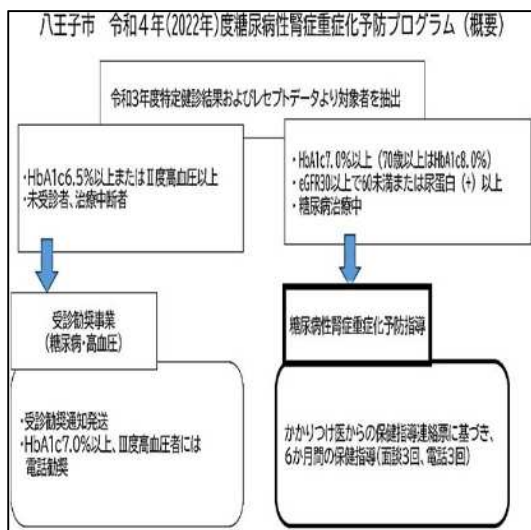 八王子市　令和４年(2022年)度糖尿病性腎症重症化予防プログラム（概要）
令和3年度特定健診結果およびレセプトデータより対象者を抽出
・HbA1c6.5%以上またはⅡ度高血圧以上
・未受診者、治療中断者
・HbA1c7.0%以上（70歳以上はHbA1c8.0%）
・eGFR30以上で60未満または尿蛋白（+）以上
・糖尿病治療中
受診勧奨事業
（糖尿病・高血圧）
糖尿病性腎症重症化予防指導
・受診勧奨通知発送
・HbA1c7.0%以上、Ⅲ度高血圧者には
電話勧奨
かかりつけ医からの保健指導連絡票に基づき、
６か月間の保健指導(面談３回、電話３回)